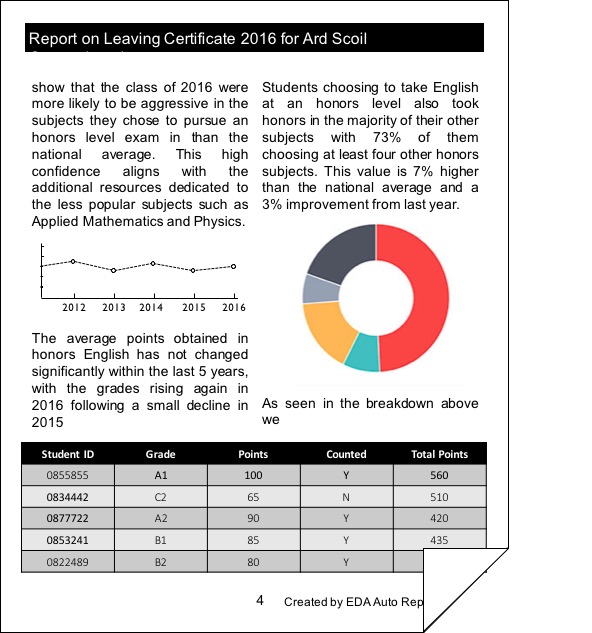 Report on Leaving Certificate 2016 for Ard Scoil
show that the class of 2016 were
more likely to be aggressive in the
subjects they chose to pursue an
honors level exam in than the
national average. This high
confidence aligns with the
additional resources dedicated to
the less popular subjects such as
Applied Mathematics and Physics.
2012 2013 2014 2015 2016
The average points obtained in
honors English has not changed
significantly within the last 5 years,
with the grades rising again in
2016 following a small decline in
2015
Students choosing to take English
at an honors level also took
honors in the majority of their other
subjects with 73% of them
choosing at least four other honors
subjects. This value is 7% higher
than the national average and a
3% improvement from last year.
As seen in the breakdown above
we
Student ID Grade Points Counted Total Points
0855855 A1 100 Y 560
0834442 C2 65 N 510
0877722 A2 90 Y 420
0853241 B1 85 Y 435
0822489 B2 80 Y
4 Created by EDA Auto Rep